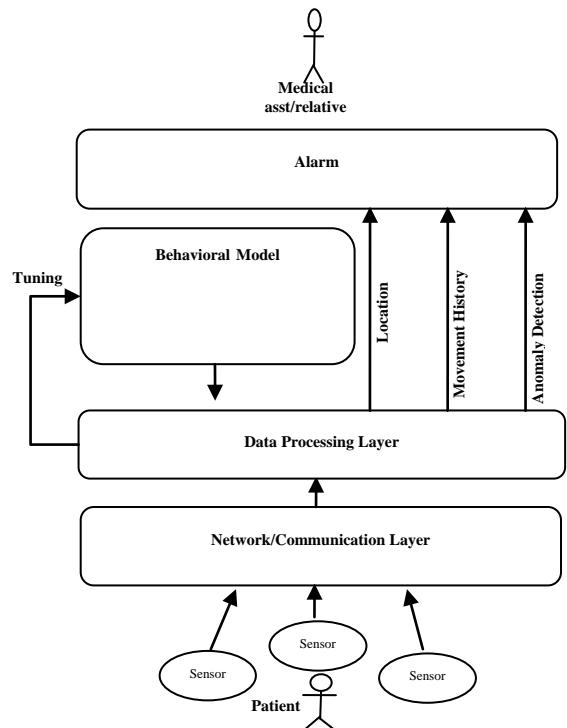 Medical
asst/relative
Alarm
Behavioral Model
Tuning
Location
Movement History
Anomaly Detection
Data Processing Layer
Network/Communication Layer
Sensor
Sensor
Sensor
Patient